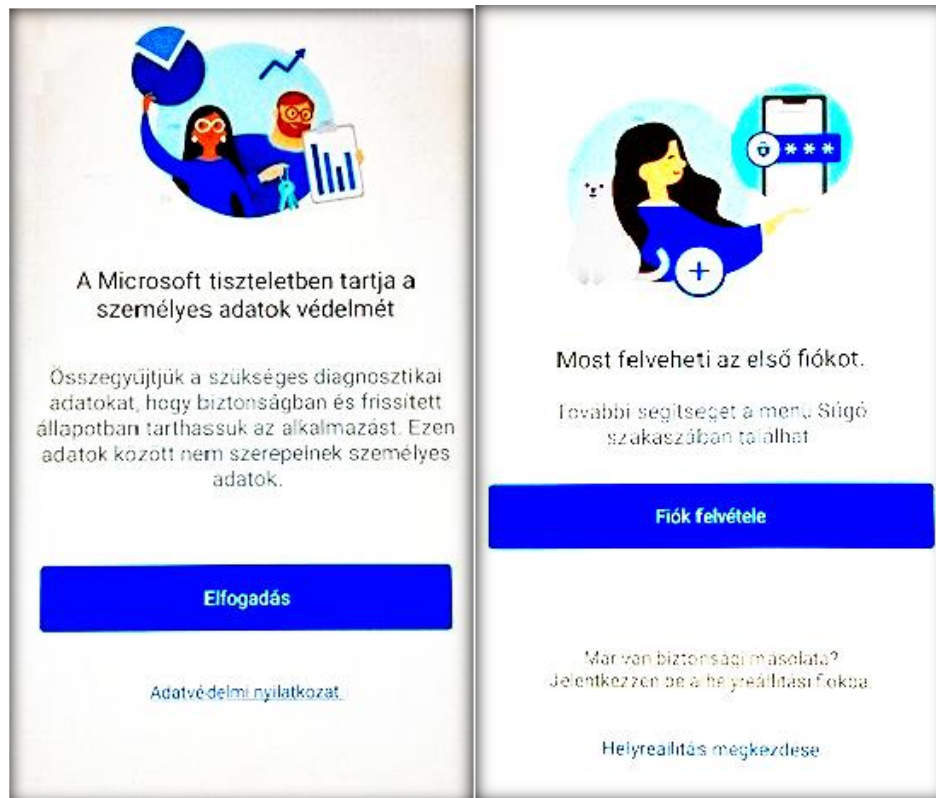 A Microsoft tiszteletben tartja a
személyes adatok védelmét
Összegyűjtjük a szükséges diagnosztikai
adatokat, hogy biztonságban és frissített
állapotban tarthassuk az alkalmazást. Ezen
adatok között nem szerepelnek személyes
adatok.
Elfogadás
Adatvédelmi nyilatkozat
***
Most felveheti az első fiókot.
További segítséget a menü Súgó
szakaszában találhat
Fiók felvétele
Már van biztonsági másolata?
Jelentkezzen be a helyreállítási fiókba
Helyreállítás megkezdése